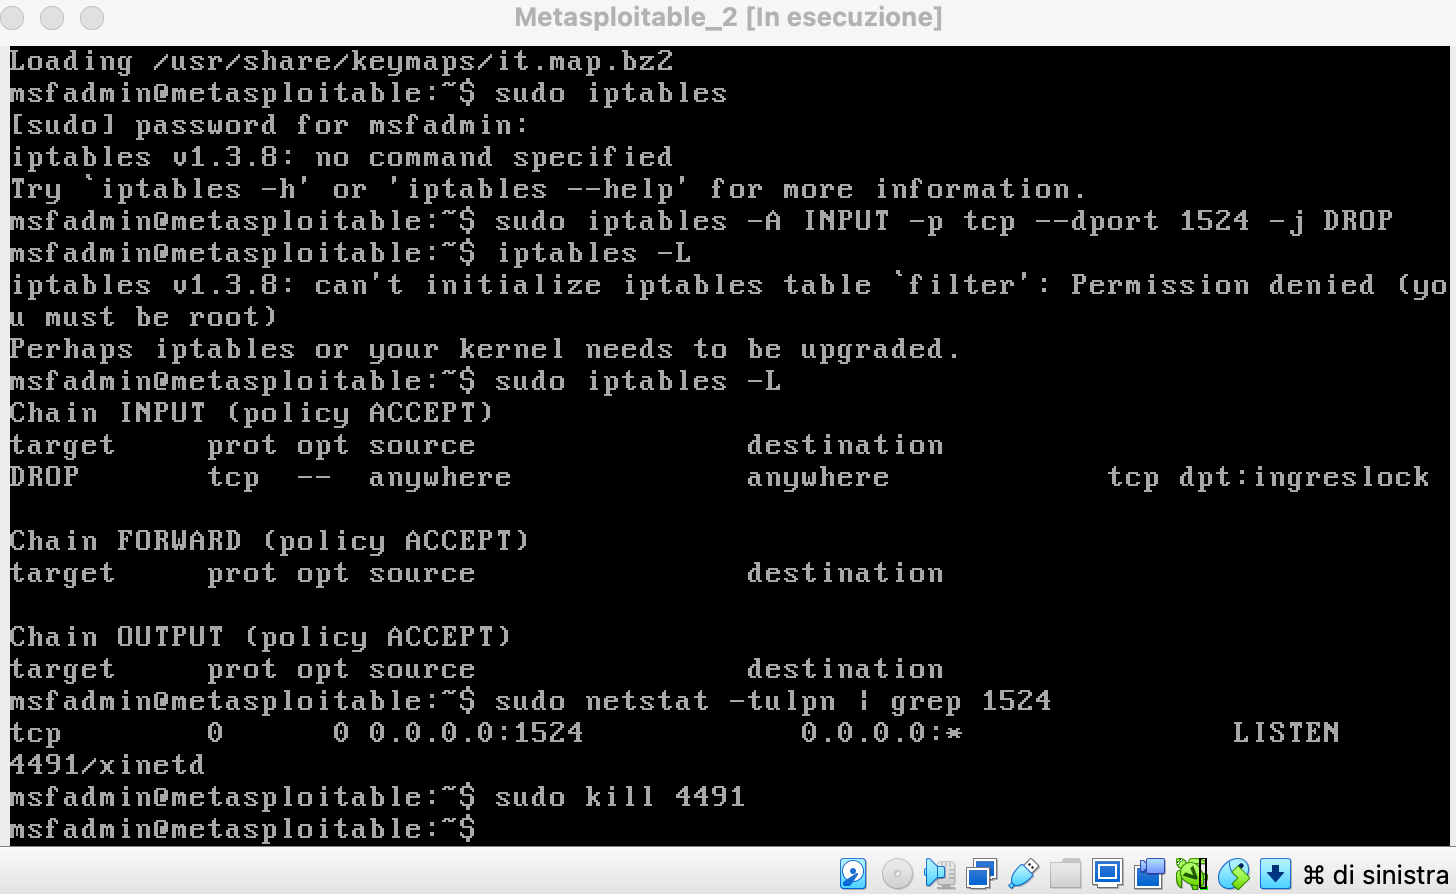 Metasploitable_2 [In esecuzione]
Loading /usr/share/keymaps/it.map.bz2
msfadmin@metasploitable:~$ sudo iptables
[sudo] password for msfadmin:
iptables v1.3.8: no command specified
Try `iptables -h' or 'iptables --help' for more information.
msfadmin@metasploitable:~$ sudo iptables -A INPUT -p tcp --dport 1524 -j DROP
msfadmin@metasploitable:~$ iptables -L
iptables v1.3.8: can't initialize iptables table `filter': Permission denied (yo
u must be root)
Perhaps iptables or your kernel needs to be upgraded.
msfadmin@metasploitable:~$ sudo iptables -L
Chain INPUT (policy ACCEPT)
target     prot opt source               destination
DROP       tcp  --  anywhere             anywhere            tcp dpt:ingreslock

Chain FORWARD (policy ACCEPT)
target     prot opt source               destination

Chain OUTPUT (policy ACCEPT)
target     prot opt source               destination
msfadmin@metasploitable:~$ sudo netstat -tulpn | grep 1524
tcp        0      0 0.0.0.0:1524            0.0.0.0:*               LISTEN
4491/xinetd
msfadmin@metasploitable:~$ sudo kill 4491
msfadmin@metasploitable:~$
⌘ di sinistra